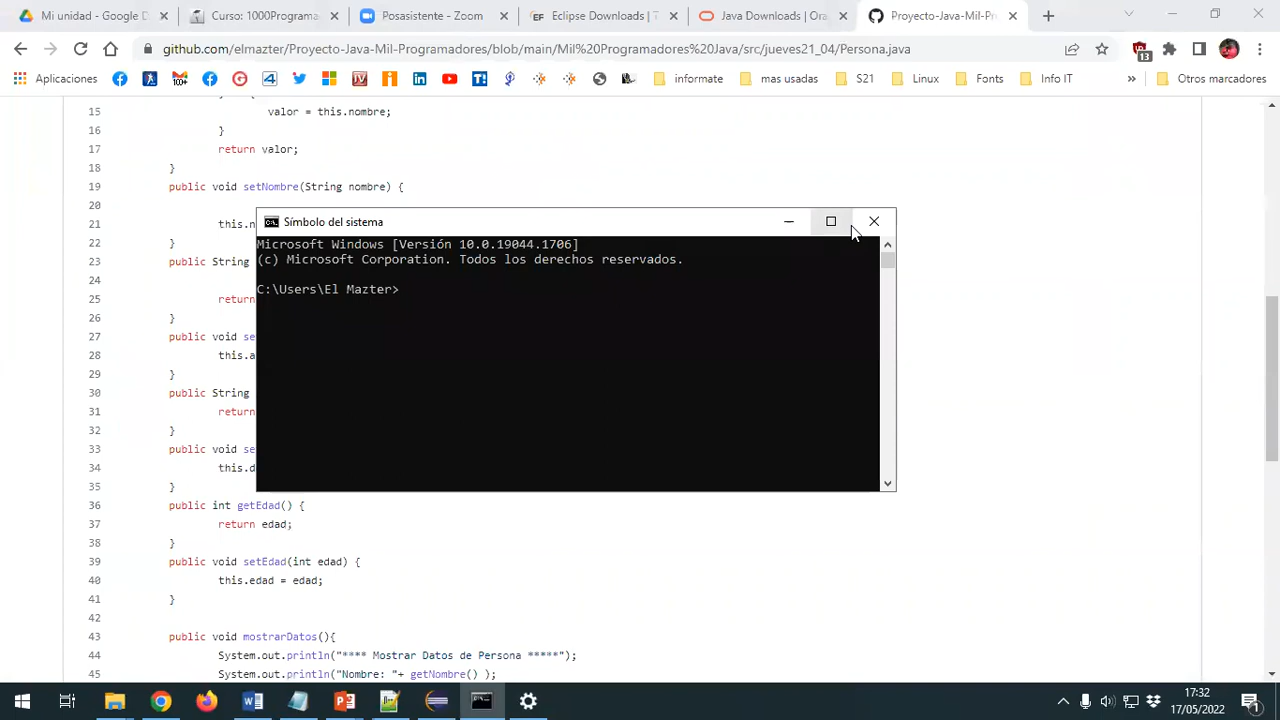 Mi unidad - Google D
Curso: 1000Programa
Posasistente - Zoom
Eclipse Downloads | T
Java Downloads | Ora
Proyecto-Java-Mil-Pr
github.com/elmazter/Proyecto-Java-Mil-Programadores/blob/main/Mil%20Programadores%20Java/src/jueves21_04/Persona.java
13
Aplicaciones
informate
mas usadas
S21
Linux
Fonts
Info IT
»
Otros marcadores
15 valor = this.nombre;
16 }
17 return valor;
18 }
19 public void setNombre(String nombre) {
20
21 this.n
22 }
23 public String
24
25 return
26 }
27 public void se
28 this.a
29 }
30 public String
31 return
32 }
33 public void se
34 this.d
35 }
36 public int getEdad() {
37 return edad;
38 }
39 public void setEdad(int edad) {
40 this.edad = edad;
41 }
42
43 public void mostrarDatos(){
44 System.out.println("**** Mostrar Datos de Persona *****");
45 System.out.println("Nombre: "+ getNombre() );
Símbolo del sistema
Microsoft Windows [Versión 10.0.19044.1706]
(c) Microsoft Corporation. Todos los derechos reservados.
C:\Users\El Mazter>
17:32
17/05/2022
1